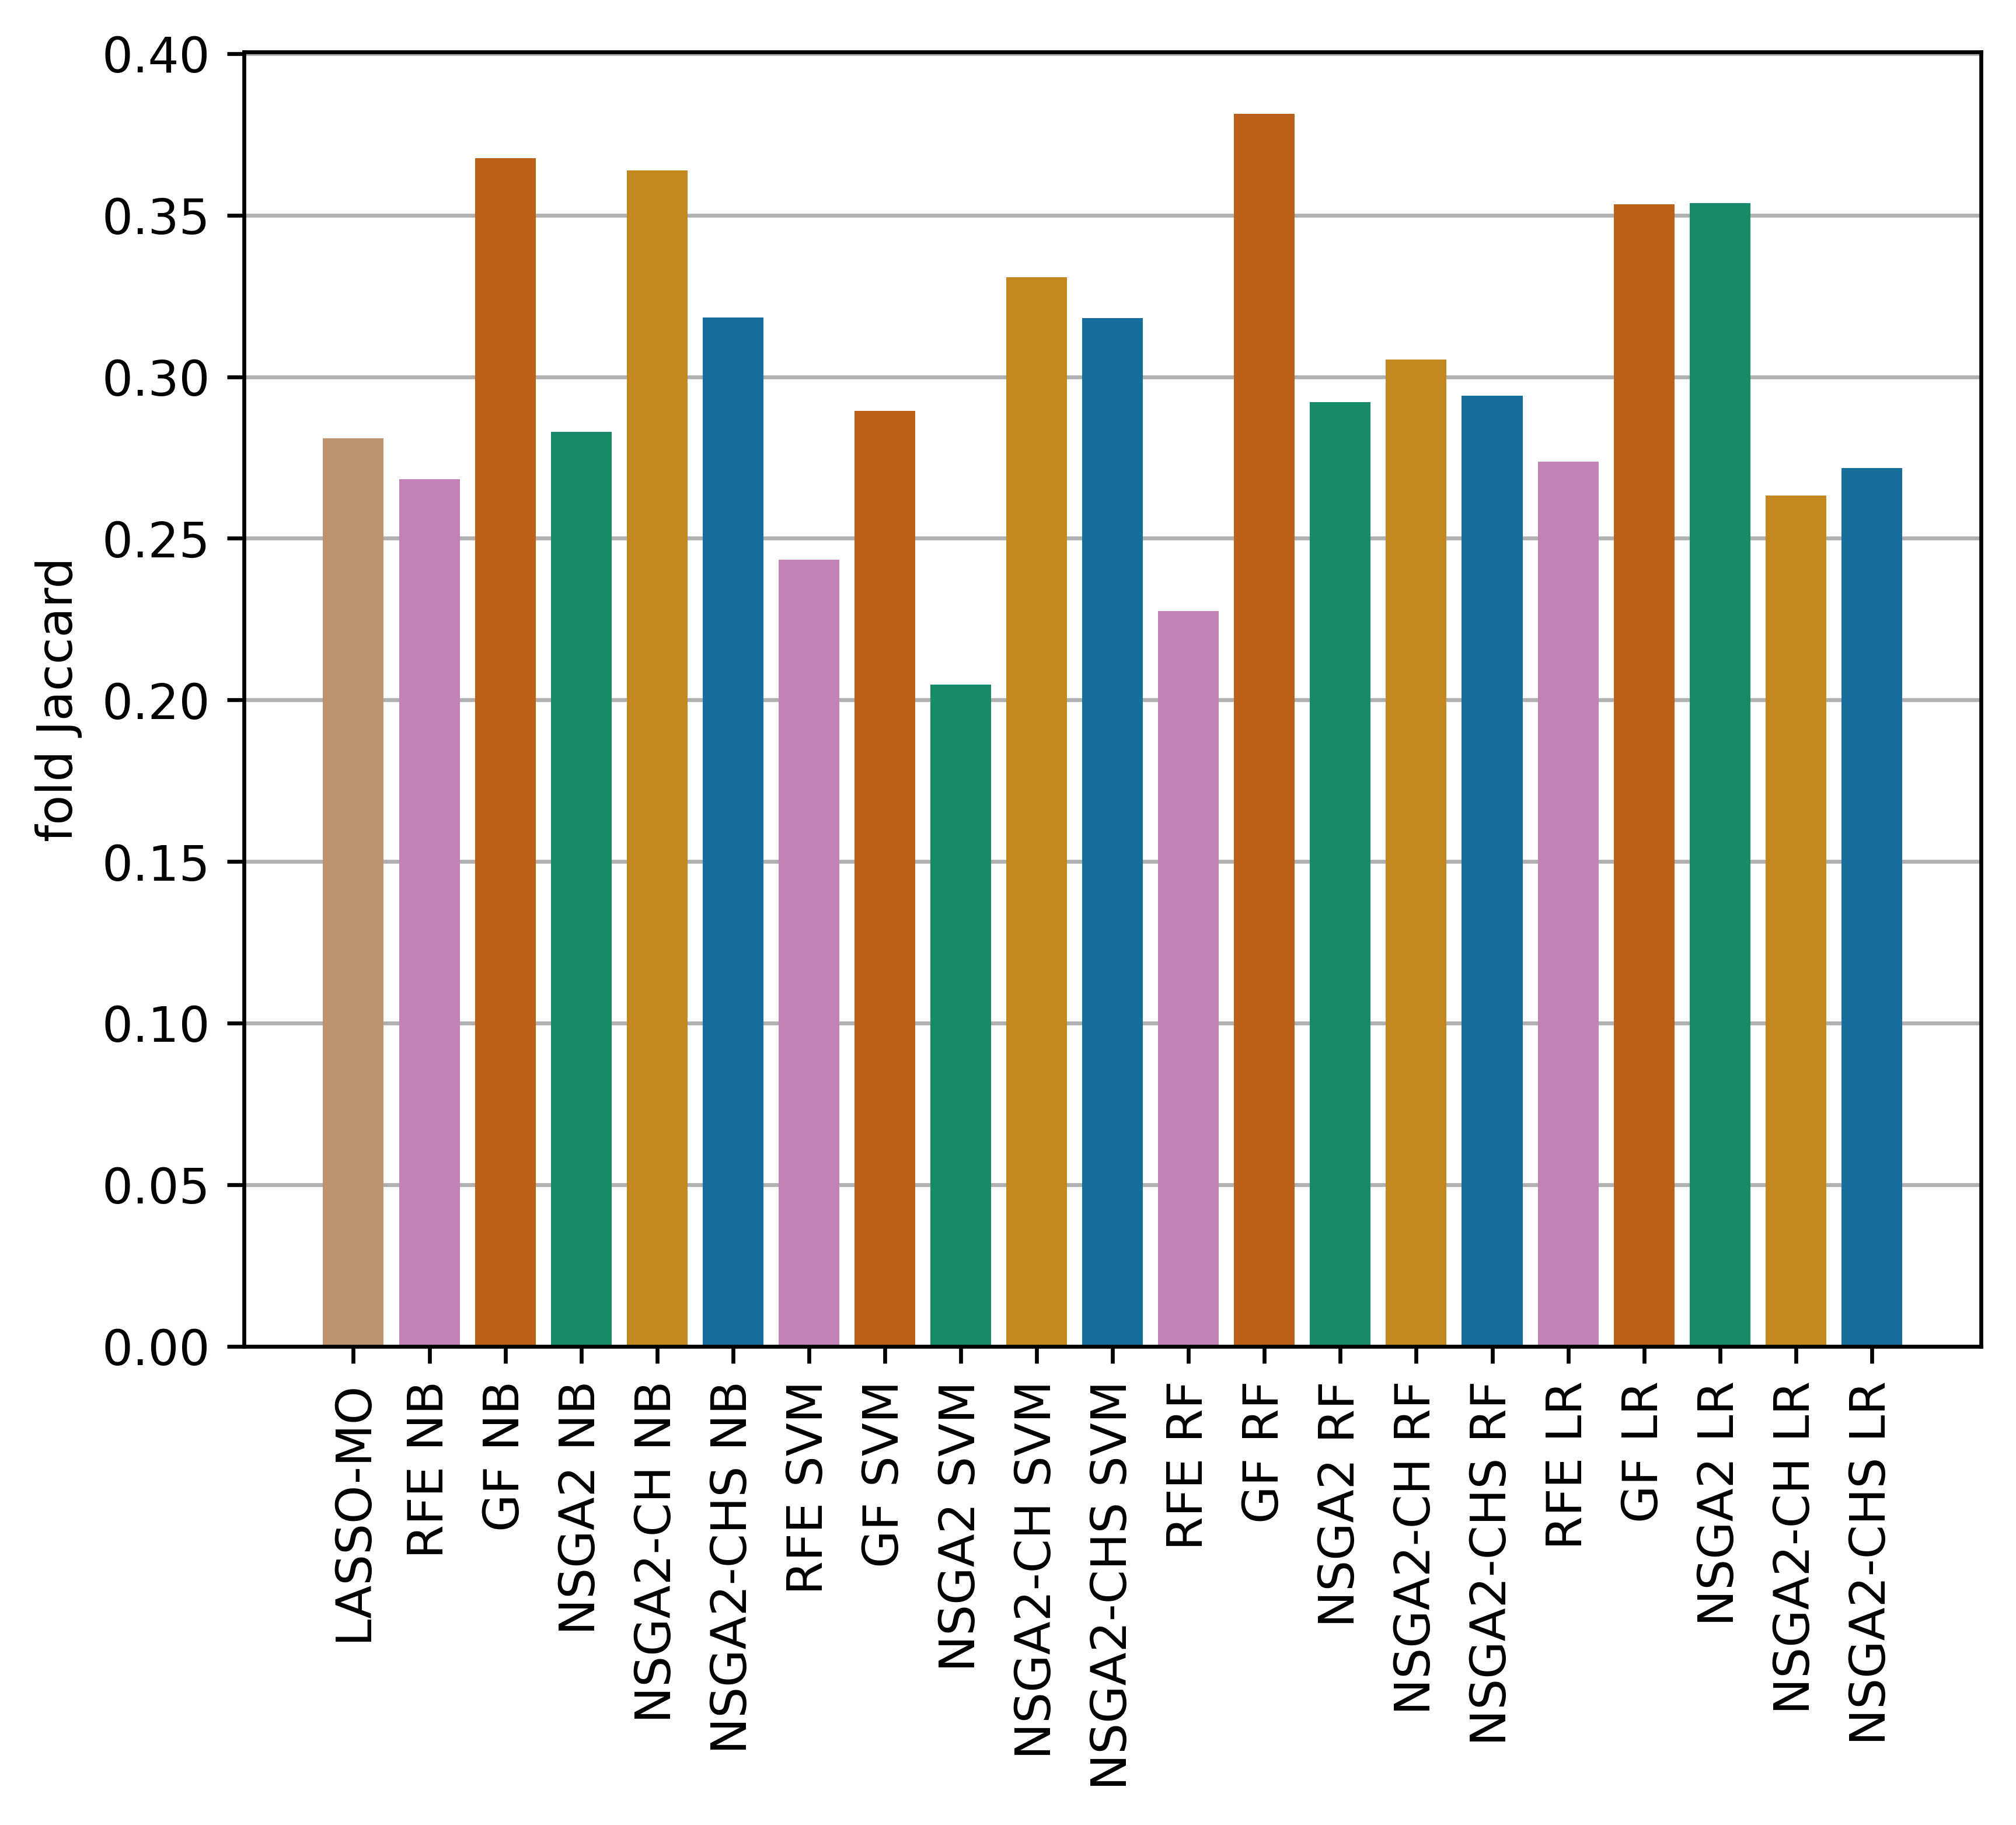 0.40
0.35
0.30
0.25
0.20
0.15
0.10
0.05
0.00
fold Jaccard
LASSO-MO
RFE NB
GF NB
NSGA2 NB
NSGA2-CH NB
NSGA2-CHS NB
RFE SVM
GF SVM
NSGA2 SVM
NSGA2-CH SVM
NSGA2-CHS SVM
RFE RF
GF RF
NSGA2 RF
NSGA2-CH RF
NSGA2-CHS RF
RFE LR
GF LR
NSGA2 LR
NSGA2-CH LR
NSGA2-CHS LR